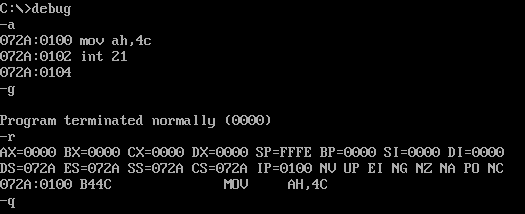 C:\>debug
-a
072A:0100 mov ah,4c
072A:0102 int 21
072A:0104
-g
Program terminated normally (0000)
-r
AX=0000 BX=0000 CX=0000 DX=0000 SP=FFFE BP=0000 SI=0000 DI=0000
DS=072A ES=072A SS=072A CS=072A IP=0100 NV UP EI NG NZ NA PO NC
072A:0100 B44C MOV AH,4C
-q